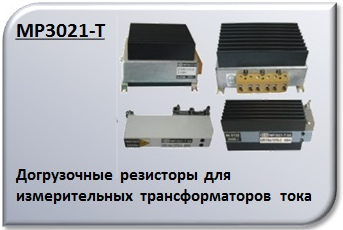 МР3021-Т
Догрузочные резисторы для
измерительных трансформаторов тока